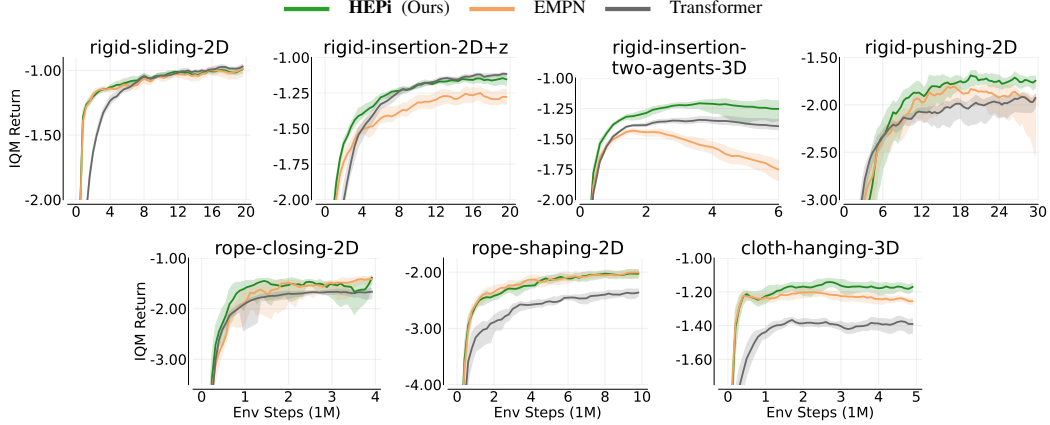 HEPi (Ours) EMPN Transformer
rigid-sliding-2D
IQM Return
-1.00
-1.50
-2.00
0 4 8 12 16 20
rigid-insertion-2D+z
-1.00
-1.25
-1.50
-1.75
-2.00
0 4 8 12 16 20
rigid-insertion-
two-agents-3D
-1.00
-1.25
-1.50
-1.75
-2.00
0 2 4 6
rigid-pushing-2D
-1.50
-2.00
-2.50
-3.00
0 6 12 18 24 30
rope-closing-2D
IQM Return
-1.00
-2.00
-3.00
0 1 2 3 4
Env Steps (1M)
rope-shaping-2D
-2.00
-3.00
-4.00
0 2 4 6 8 10
Env Steps (1M)
cloth-hanging-3D
-1.00
-1.20
-1.40
-1.60
0 1 2 3 4 5
Env Steps (1M)